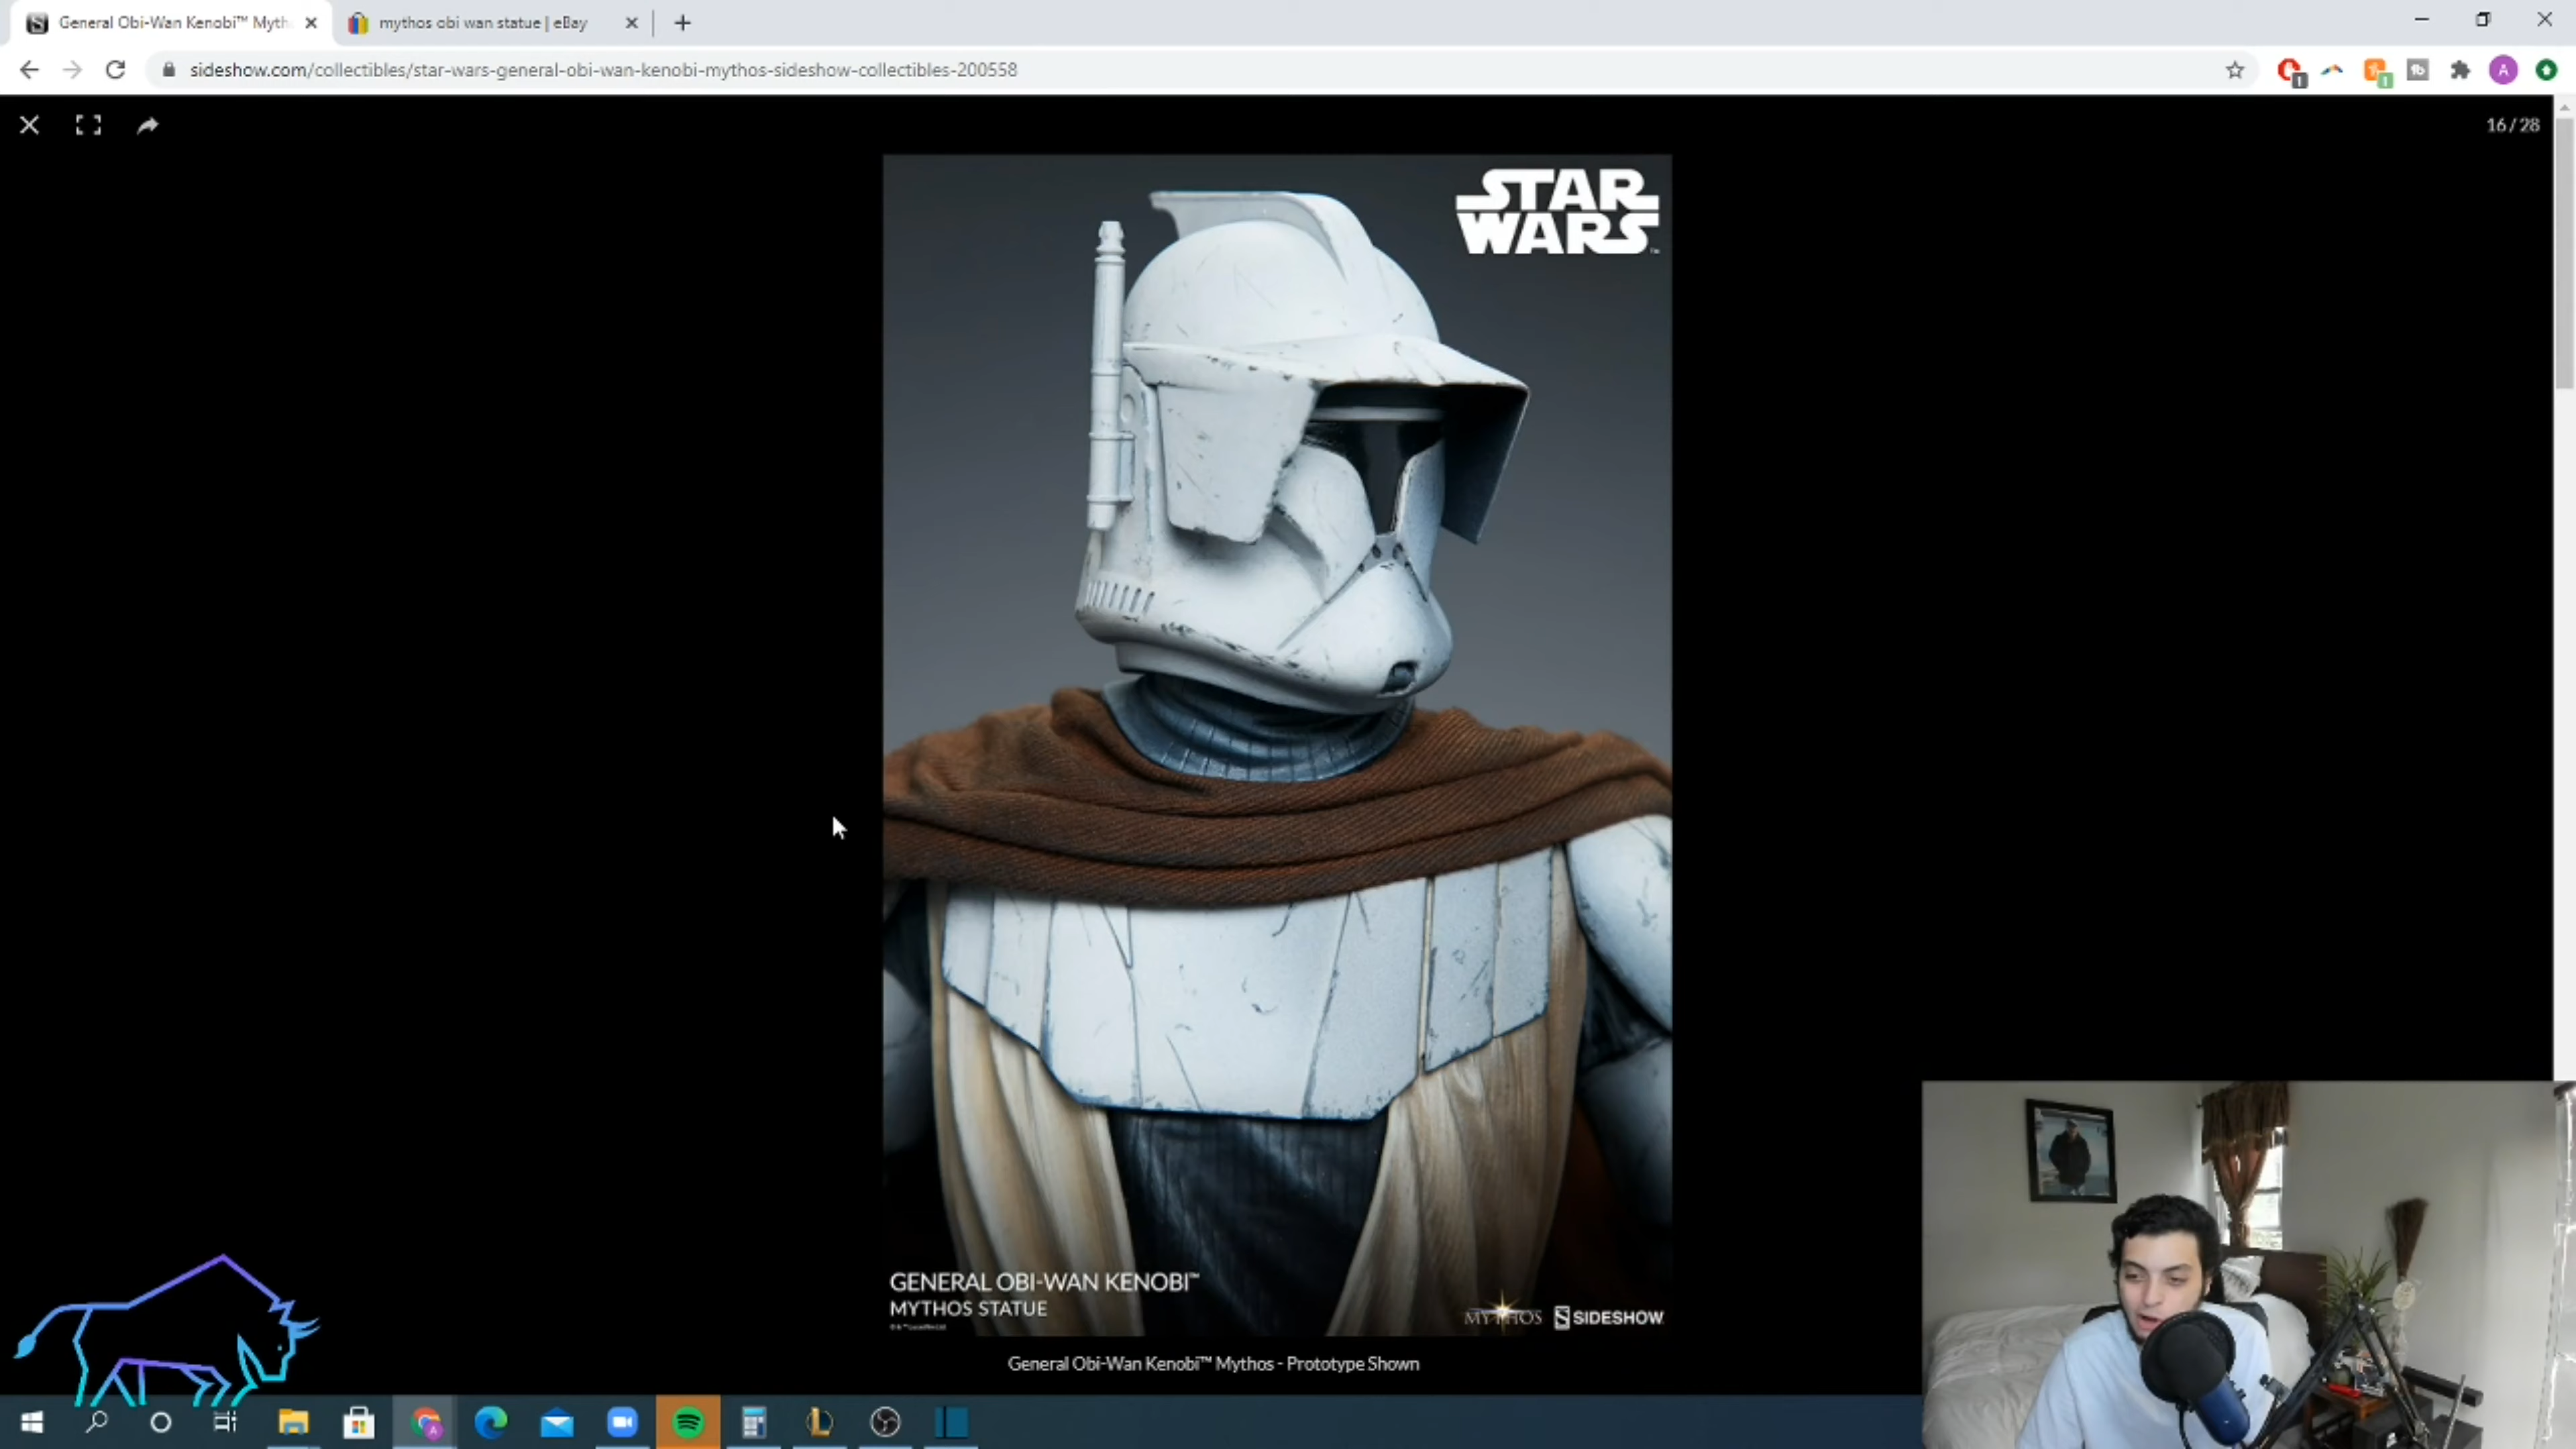 General Obi-Wan Kenobi™ Myth
mythos obi wan statue | eBay
sideshow.com/collectibles/star-wars-general-obi-wan-kenobi-mythos-sideshow-collectibles-200558
16 / 28
STAR
WARS
GENERAL OBI-WAN KENOBI™
MYTHOS STATUE
MYTHOS
SIDESHOW
General Obi-Wan Kenobi™ Mythos - Prototype Shown